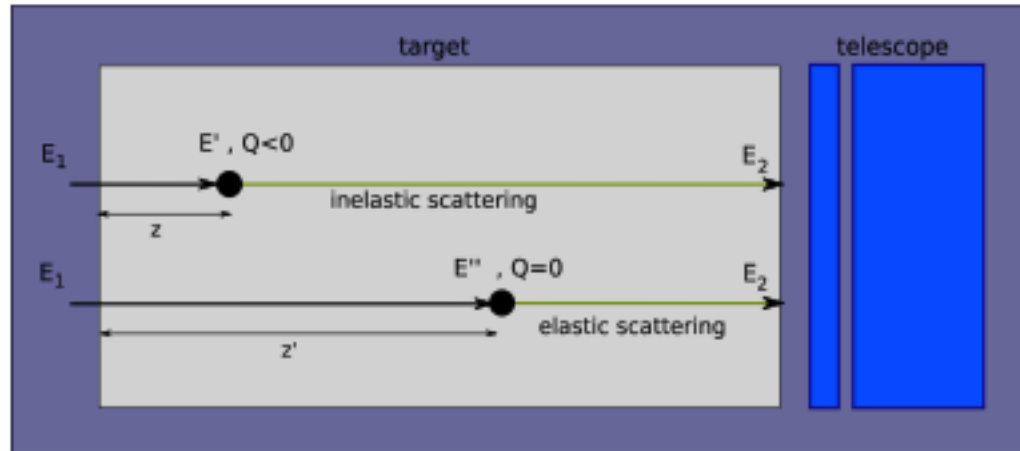 target
telescope
E' , Q<0
E₁
E₂
inelastic scattering
z
E'' , Q=0
E₁
E₂
elastic scattering
z'